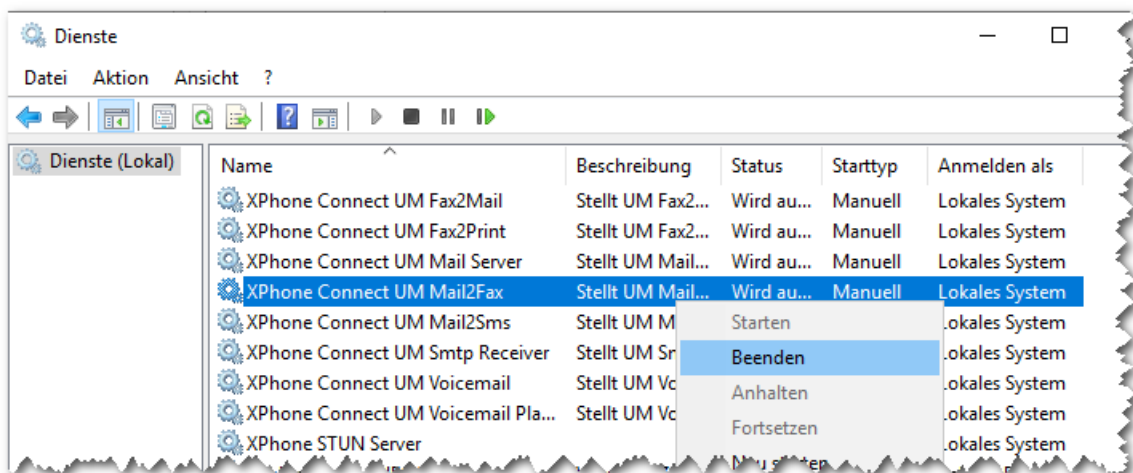 Dienste
Datei Aktion Ansicht ?
Dienste (Lokal)
Name Beschreibung Status Starttyp Anmelden als
XPhone Connect UM Fax2Mail Stellt UM Fax2... Wird au... Manuell Lokales System
XPhone Connect UM Fax2Print Stellt UM Fax2... Wird au... Manuell Lokales System
XPhone Connect UM Mail Server Stellt UM Mail... Wird au... Manuell Lokales System
XPhone Connect UM Mail2Fax Stellt UM Mail... Wird au... Manuell Lokales System
XPhone Connect UM Mail2Sms Stellt UM M Starten Lokales System
XPhone Connect UM Smtp Receiver Stellt UM Sm Beenden Lokales System
XPhone Connect UM Voicemail Stellt UM Vc Anhalten Lokales System
XPhone Connect UM Voicemail Pla... Stellt UM Vc Fortsetzen Lokales System
XPhone STUN Server Neu starten Lokales System